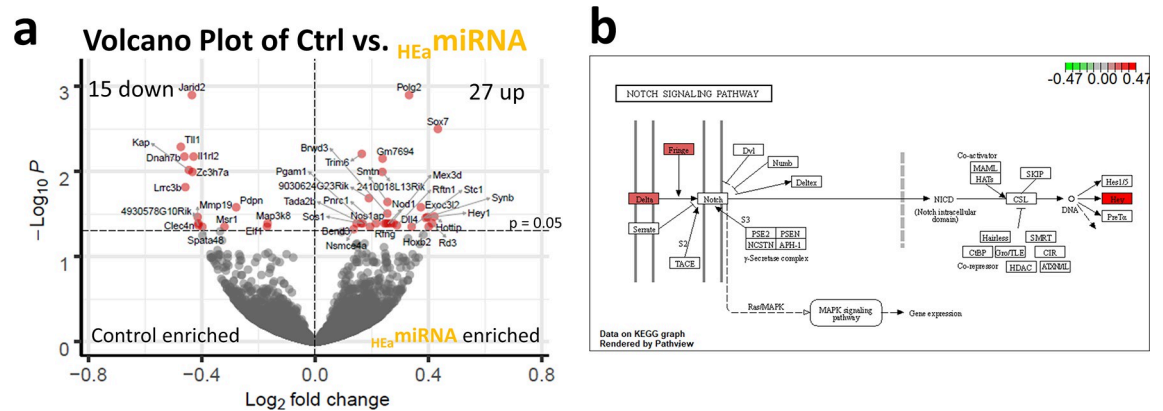 a
Volcano Plot of Ctrl vs. HEamiRNA
15 down
27 up
Jarid2
Polg2
Sox7
Kap
Tll1
Dnah7b
Il1rl2
Zc3h7a
Lrrc3b
Brwd3
Gm7694
Trim6
Smtn
Mex3d
Pgam1
9030624G23Rik
2410018L13Rik
Rftn1
Stc1
Synb
Tada2b
Pnrc1
Nod1
Exoc3l2
Mmp19
Pdpn
4930578G10Rik
Msr1
Map3k8
Sos1
Nos1ap
Dll4
Hey1
Clec4n
Elf1
Bend3
Rfng
Hottip
p = 0.05
Spata48
Nsmce4a
Hoxb2
Rd3
Control enriched
HEamiRNA enriched
−Log10 P
3
2
1
0
−0.8
−0.4
0.0
0.4
0.8
Log2 fold change
b
-0.47 0.00 0.47
NOTCH SIGNALING PATHWAY
Fringe
Dvl
Numb
Deltex
Delta
Notch
Serrate
S3
S2
TACE
PSE2
PSEN
NCSTN
APH-1
γ-Secretase complex
NICD
(Notch intracellular
domain)
Co-activator
MAML
HATs
SKIP
CSL
DNA
Hes1/5
Hey
PreTα
Hairless
SMRT
CtBP
Gro/TLE
CIR
Co-repressor
HDAC
ATXN1L
Ras/MAPK
MAPK signaling
pathway
Gene expression
Data on KEGG graph
Rendered by Pathview